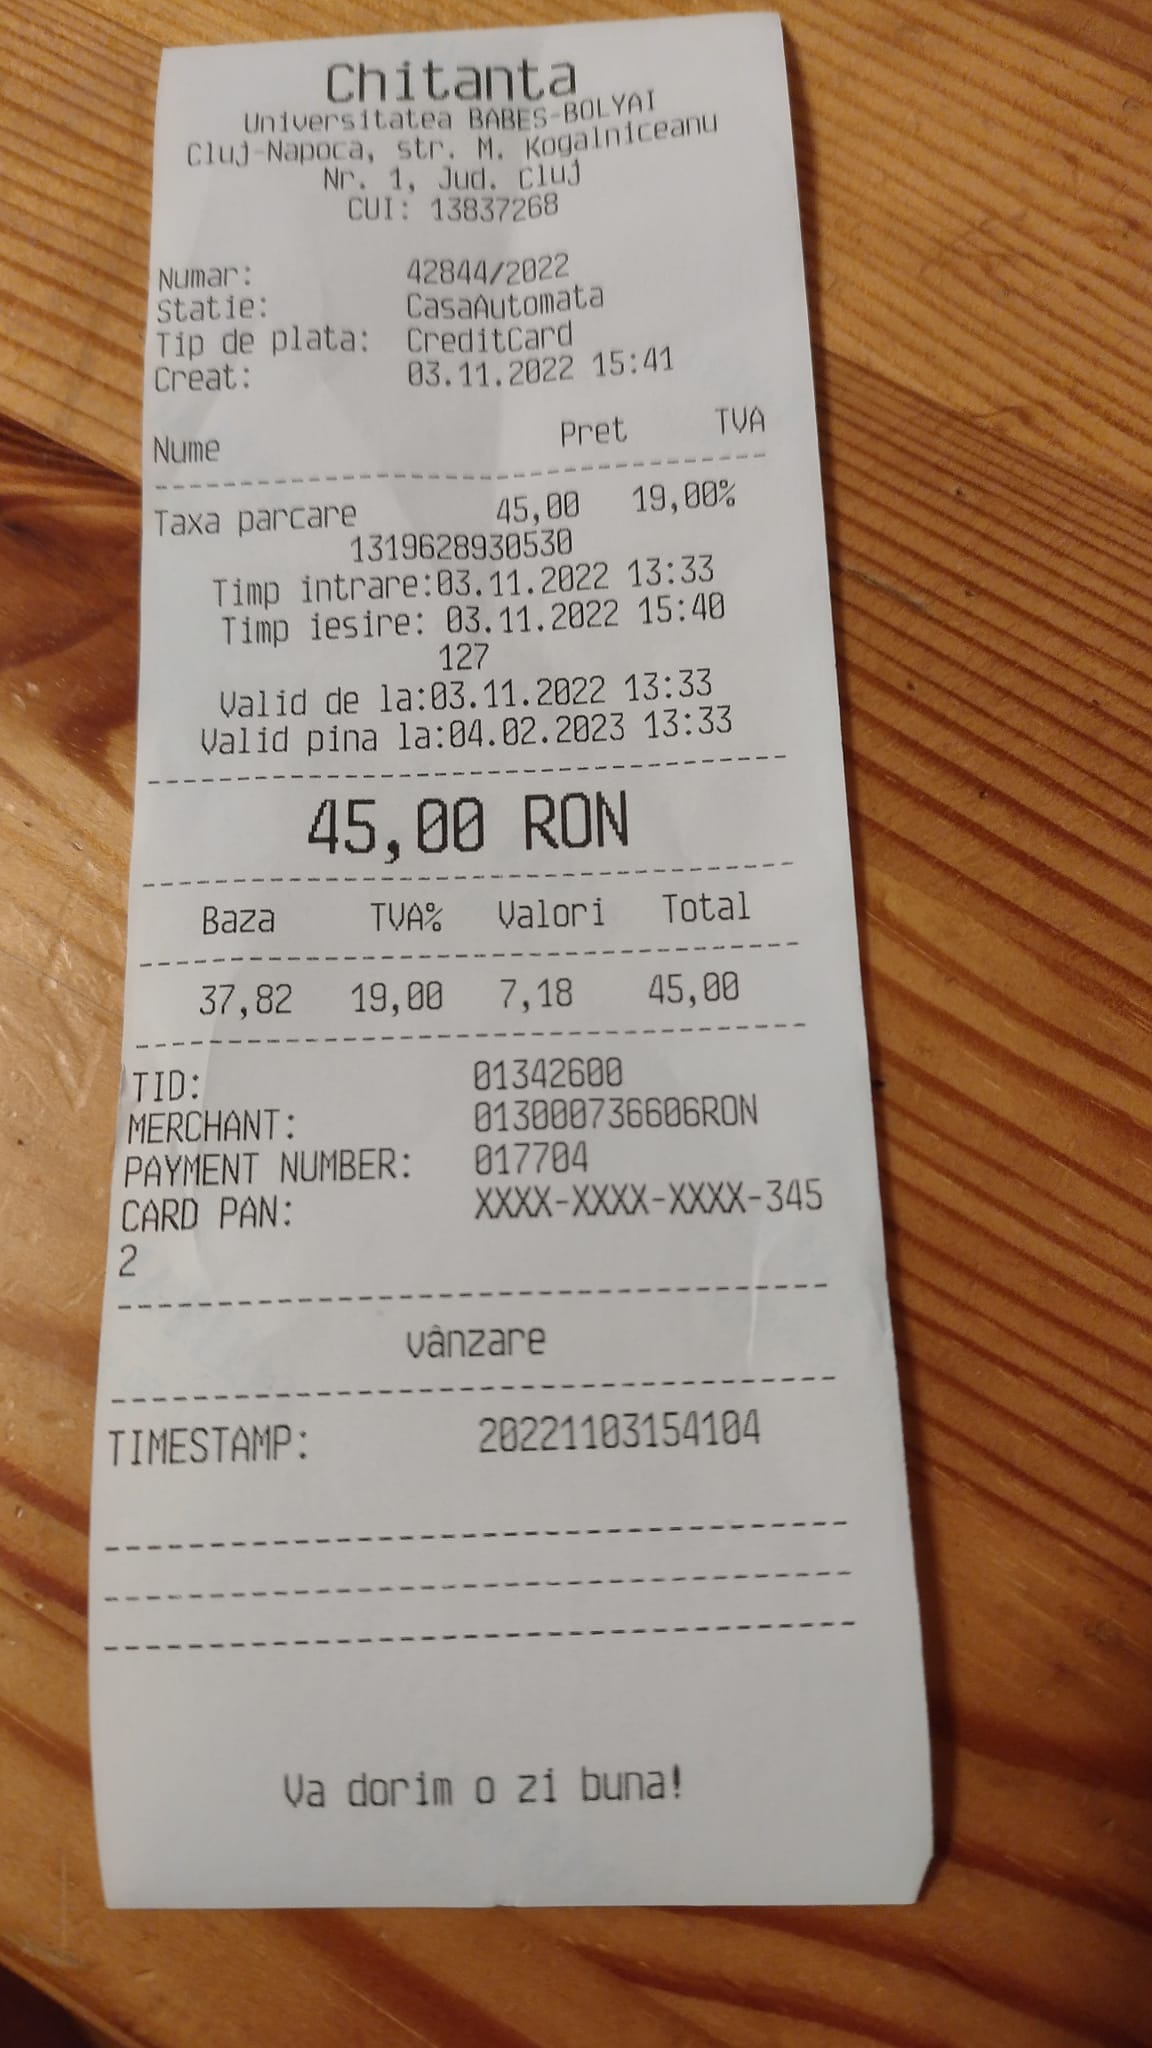 Chitanta
Universitatea BABES-BOLYAI
Cluj-Napoca, str. M. Kogalniceanu
Nr. 1, Jud. Cluj
CUI: 13837268
Numar: 42844/2022
Statie: CasaAutomata
Tip de plata: CreditCard
Creat: 03.11.2022 15:41
Nume Pret TVA
Taxa parcare 45,00 19,00%
1319628930530
Timp intrare:03.11.2022 13:33
Timp iesire: 03.11.2022 15:40
127
Valid de la:03.11.2022 13:33
Valid pina la:04.02.2023 13:33
45,00 RON
Baza TVA% Valori Total
37,82 19,00 7,18 45,00
TID: 01342600
MERCHANT: 013000736606RON
PAYMENT NUMBER: 017704
CARD PAN: XXXX-XXXX-XXXX-345
2
vânzare
TIMESTAMP: 20221103154104
Va dorim o zi buna!